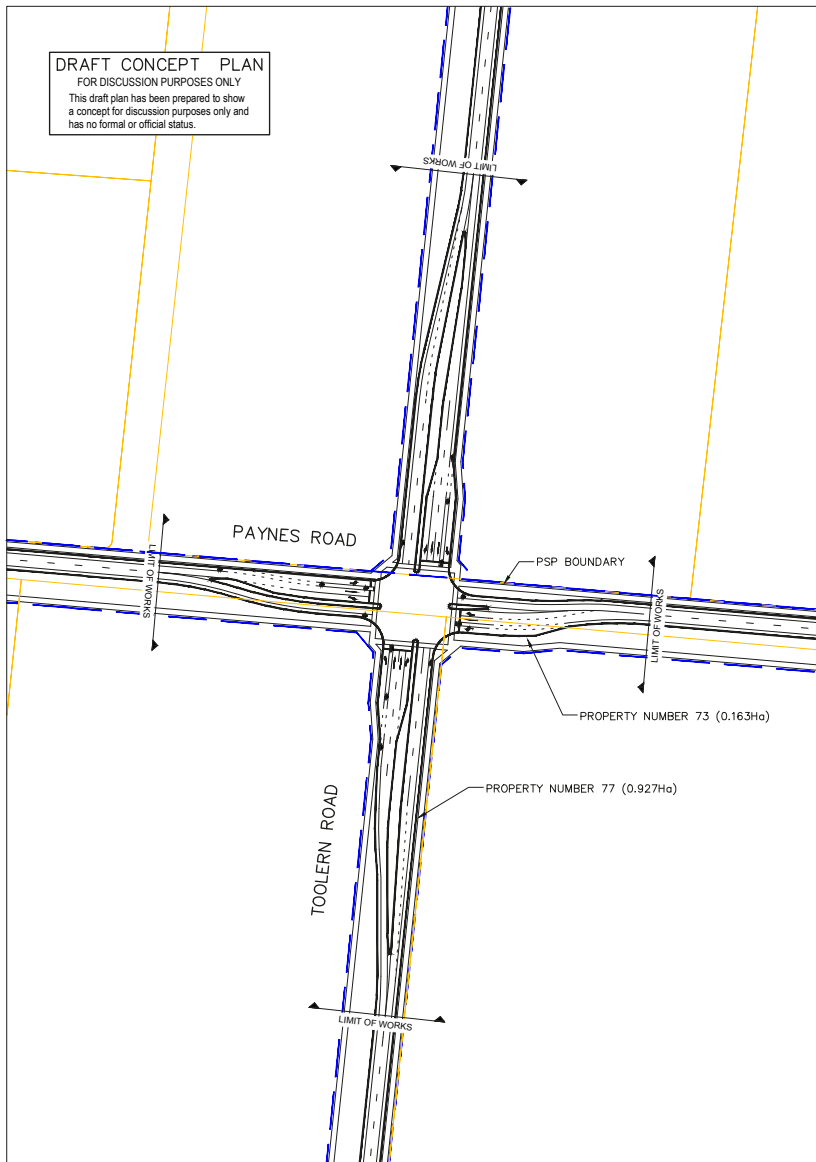 DRAFT CONCEPT PLAN
FOR DISCUSSION PURPOSES ONLY
This draft plan has been prepared to show
a concept for discussion purposes only and
has no formal or official status.
LIMIT OF WORKS
PAYNES ROAD
LIMIT OF WORKS
PSP BOUNDARY
LIMIT OF WORKS
PROPERTY NUMBER 73 (0.163Ha)
PROPERTY NUMBER 77 (0.927Ha)
TOOLERN ROAD
LIMIT OF WORKS